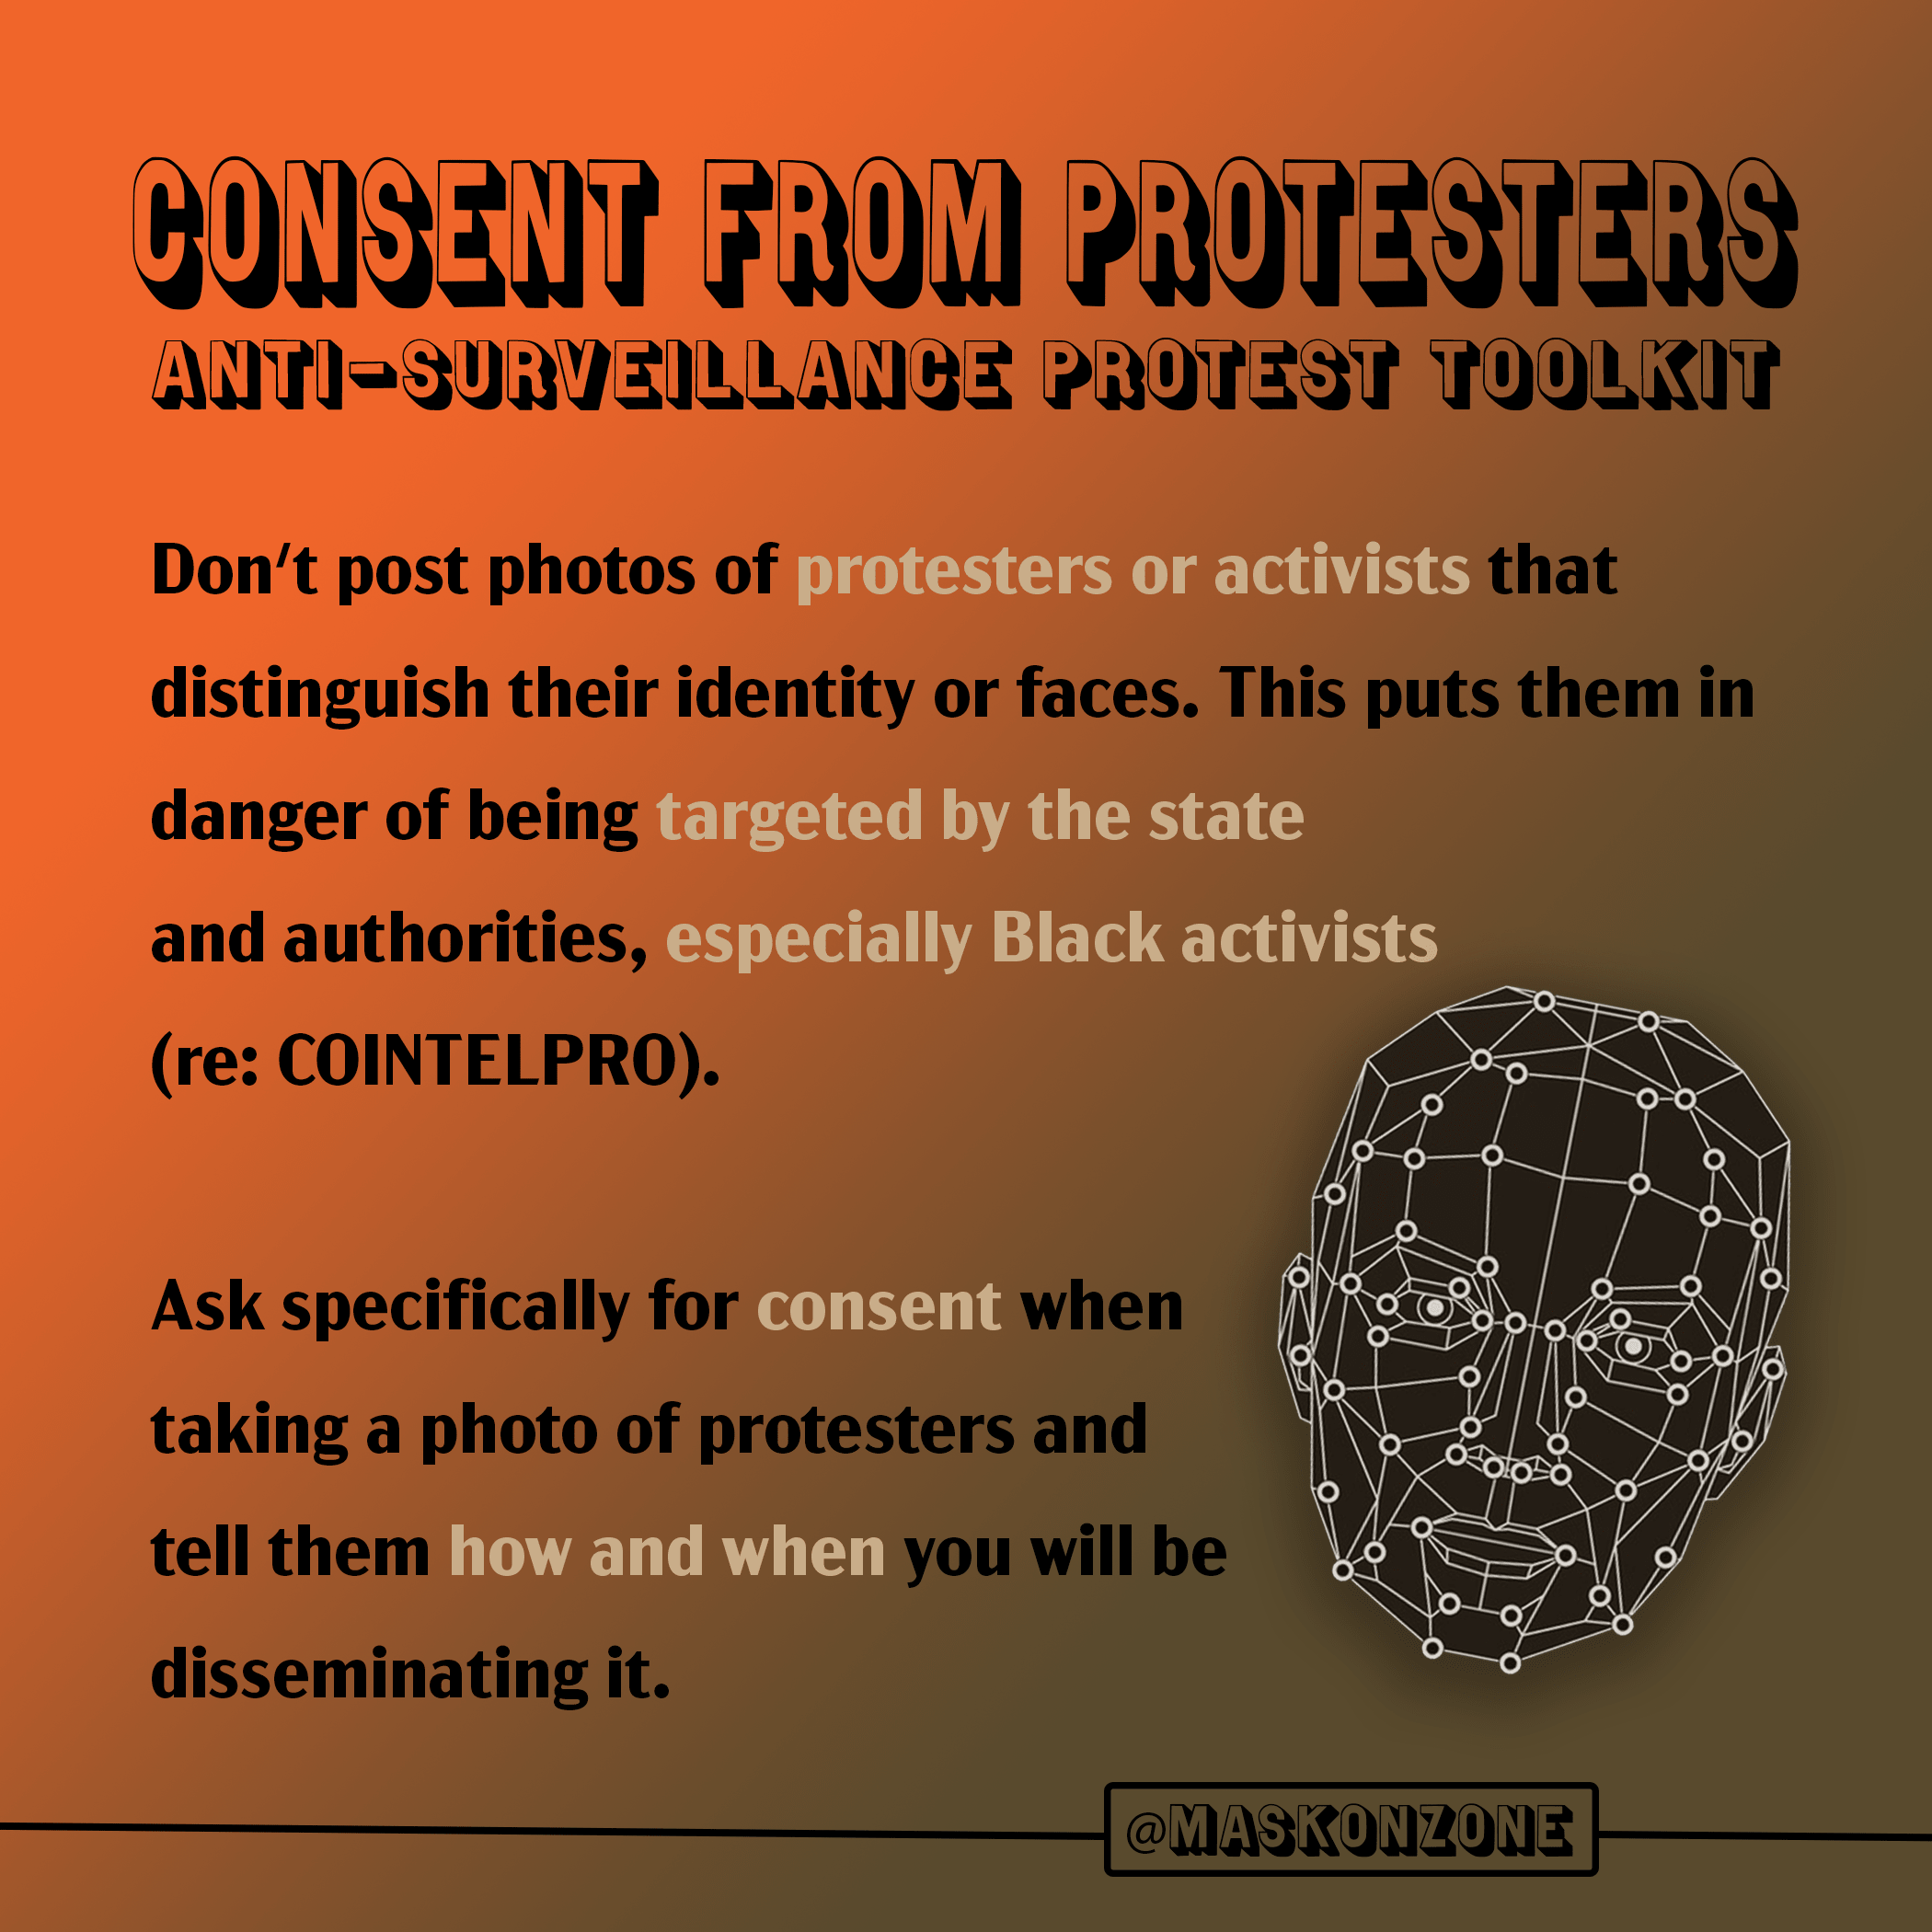 CONSENT FROM PROTESTERS
ANTI-SURVEILLANCE PROTEST TOOLKIT
Don't post photos of protesters or activists that
distinguish their identity or faces. This puts them in
danger of being targeted by the state
and authorities, especially Black activists
(re: COINTELPRO).
Ask specifically for consent when
taking a photo of protesters and
tell them how and when you will be
disseminating it.
@MASKONZONE